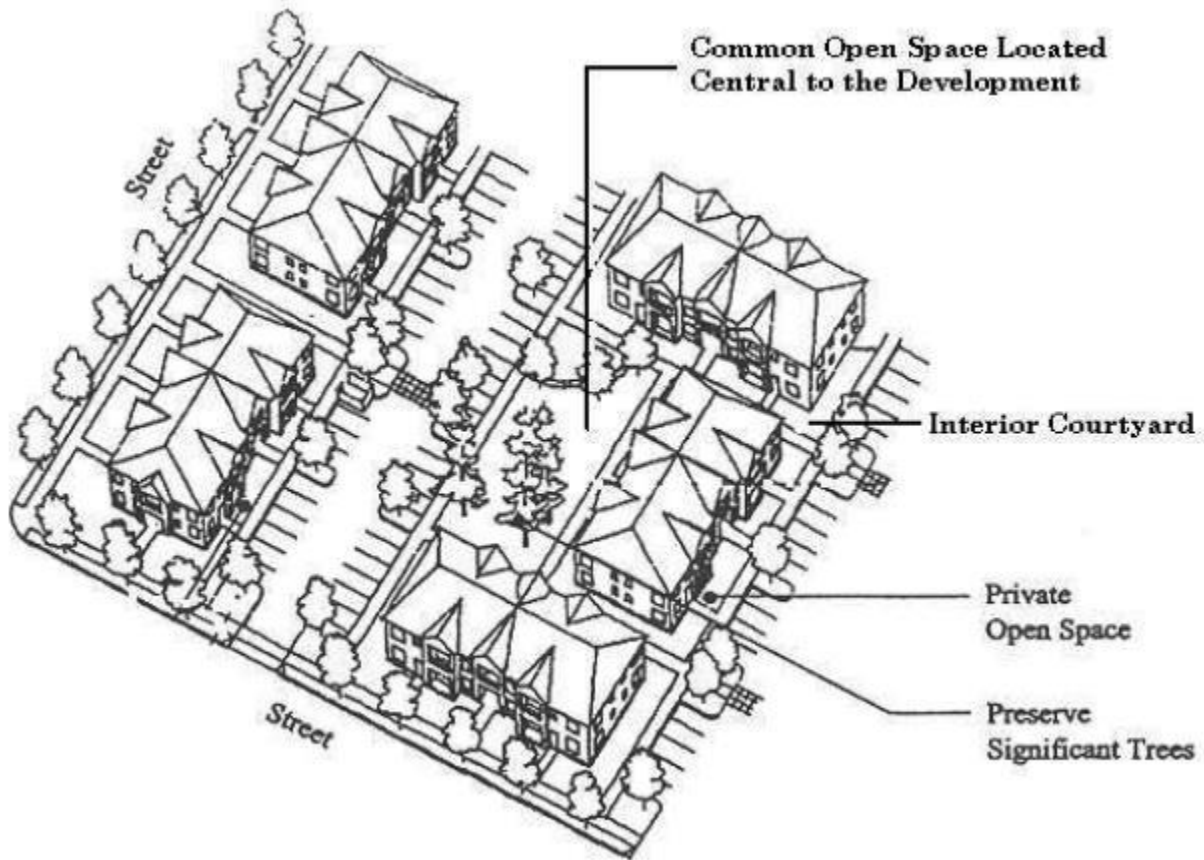 Common Open Space Located
Central to the Development
Street
Interior Courtyard
Private
Open Space
Preserve
Significant Trees
Street